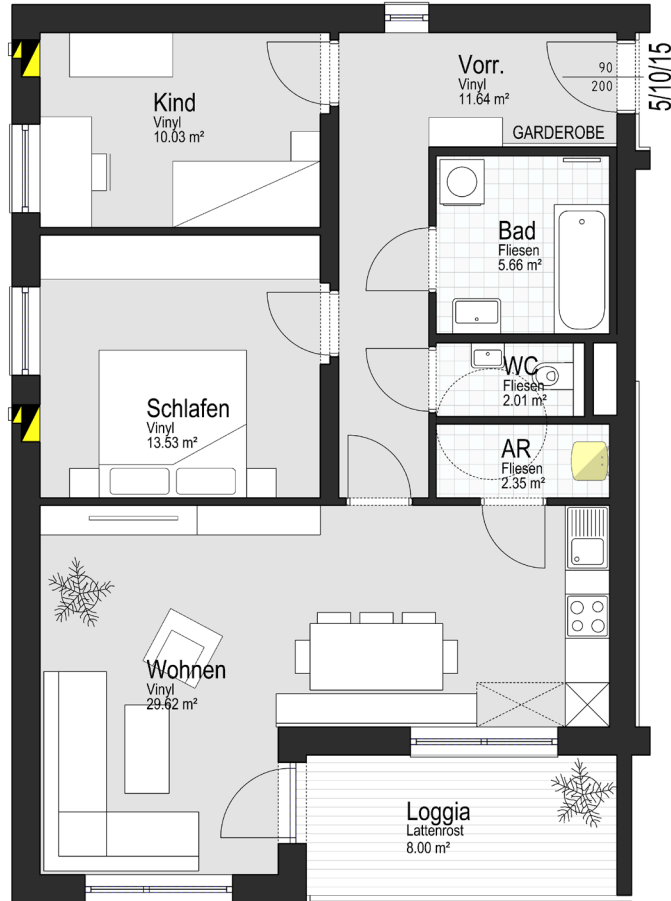 Kind
Vinyl
10.03 m²
Vorr.
Vinyl
11.64 m²
90
200
5/10/15
GARDEROBE
Bad
Fliesen
5.66 m²
WC
Fliesen
2.01 m²
Schlafen
Vinyl
13.53 m²
AR
Fliesen
2.35 m²
Wohnen
Vinyl
29.62 m²
Loggia
Lattenrost
8.00 m²